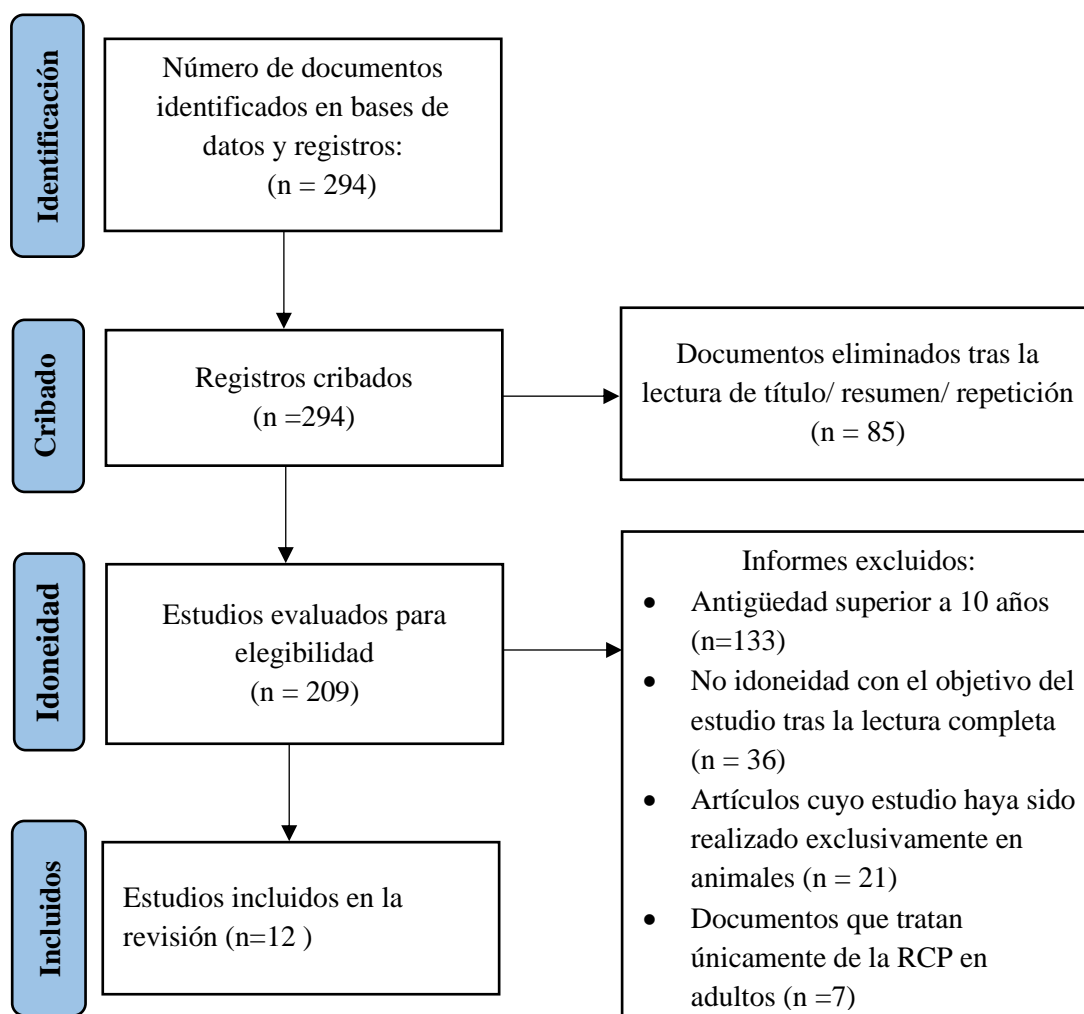 Identificación
Número de documentos
identificados en bases de
datos y registros:
(n = 294)
Cribado
Registros cribados
(n =294)
Documentos eliminados tras la
lectura de título/ resumen/ repetición
(n = 85)
Idoneidad
Estudios evaluados para
elegibilidad
(n = 209)
Informes excluidos:
• Antigüedad superior a 10 años
(n=133)
• No idoneidad con el objetivo del
estudio tras la lectura completa
(n = 36)
• Artículos cuyo estudio haya sido
realizado exclusivamente en
animales (n = 21)
• Documentos que tratan
únicamente de la RCP en
adultos (n =7)
Incluidos
Estudios incluidos en la
revisión (n=12 )